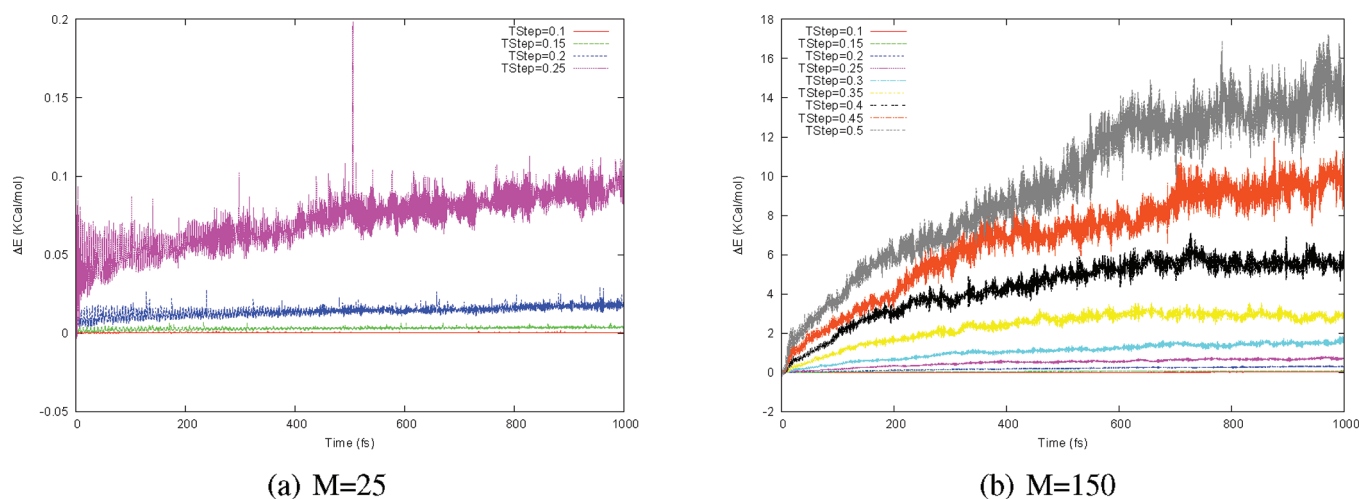 0.2
0.15
0.1
0.05
0
-0.05
ΔE (KCal/mol)
TStep=0.1
TStep=0.15
TStep=0.2
TStep=0.25
0 200 400 600 800 1000
Time (fs)
(a) M=25
18
16
14
12
10
8
6
4
2
0
-2
ΔE (KCal/mol)
TStep=0.1
TStep=0.15
TStep=0.2
TStep=0.25
TStep=0.3
TStep=0.35
TStep=0.4
TStep=0.45
TStep=0.5
0 200 400 600 800 1000
Time (fs)
(b) M=150